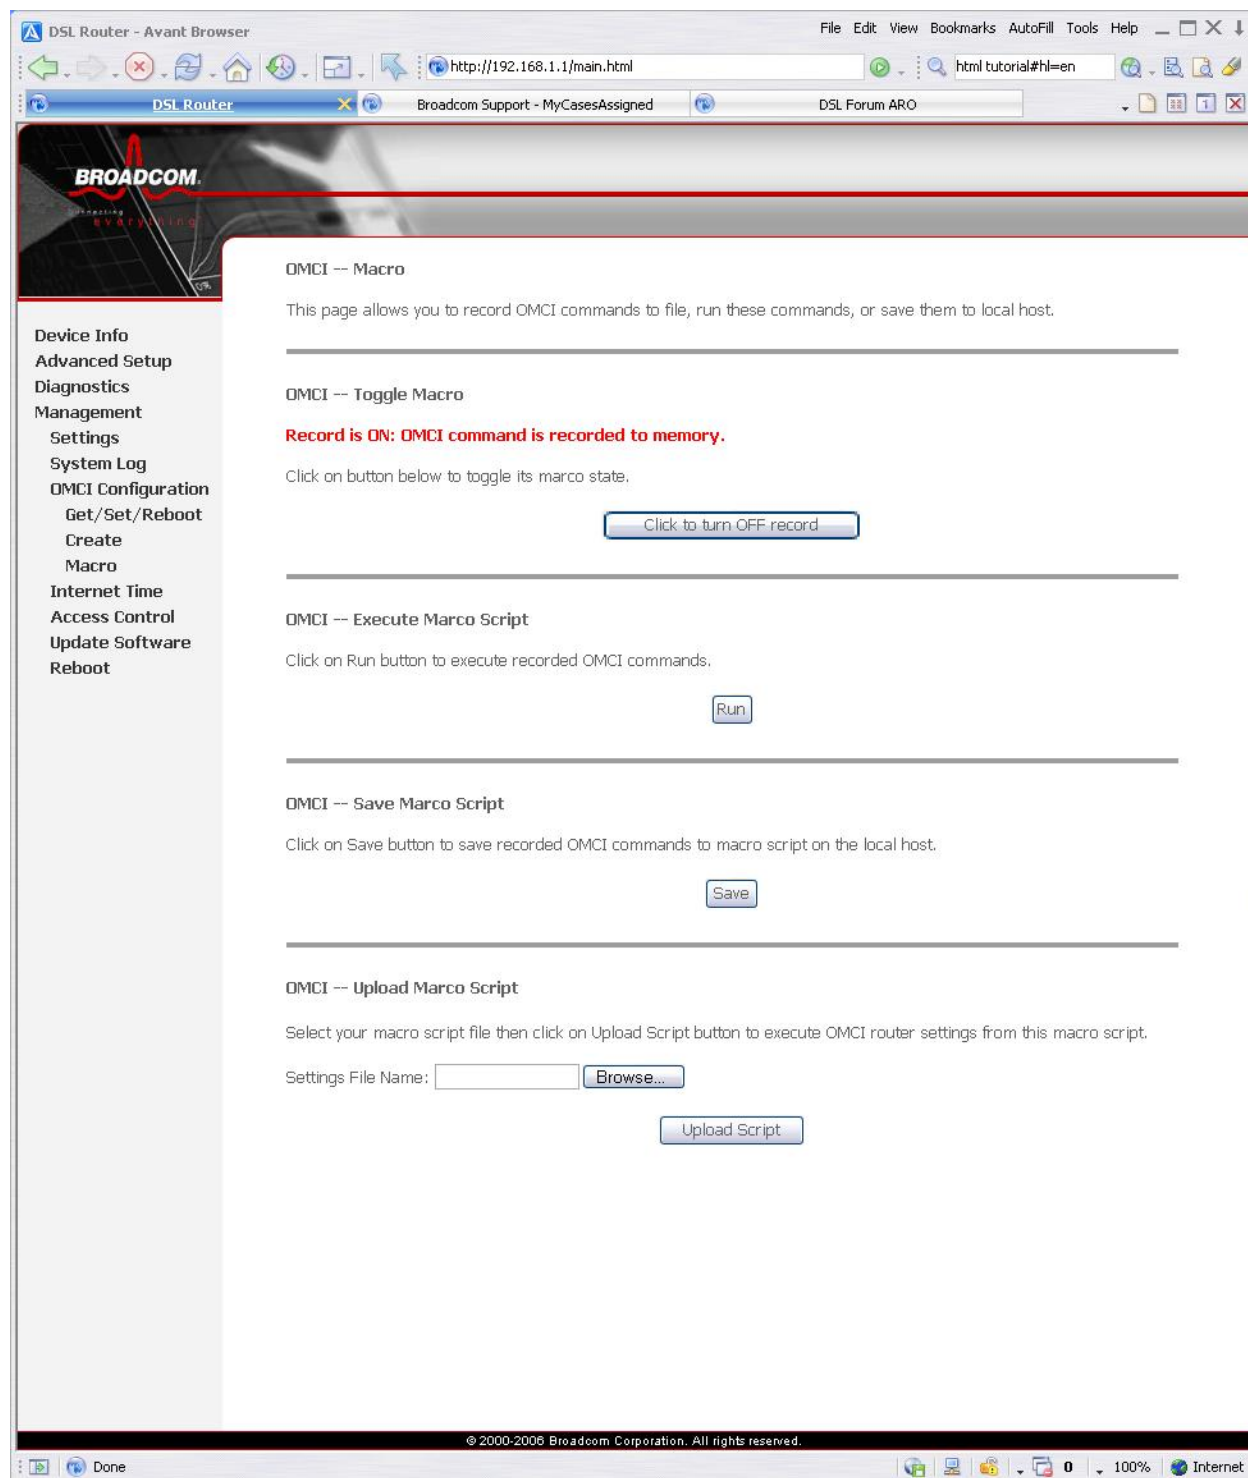 DSL Router - Avant Browser
File Edit View Bookmarks AutoFill Tools Help
http://192.168.1.1/main.html
html tutorial#hl=en
DSL Router
Broadcom Support - MyCasesAssigned
DSL Forum ARO
BROADCOM.
Connecting
everything
OMCI -- Macro
This page allows you to record OMCI commands to file, run these commands, or save them to local host.
Device Info
Advanced Setup
Diagnostics
Management
Settings
System Log
OMCI Configuration
Get/Set/Reboot
Create
Macro
Internet Time
Access Control
Update Software
Reboot
OMCI -- Toggle Macro
Record is ON: OMCI command is recorded to memory.
Click on button below to toggle its marco state.
Click to turn OFF record
OMCI -- Execute Marco Script
Click on Run button to execute recorded OMCI commands.
Run
OMCI -- Save Marco Script
Click on Save button to save recorded OMCI commands to macro script on the local host.
Save
OMCI -- Upload Marco Script
Select your macro script file then click on Upload Script button to execute OMCI router settings from this macro script.
Settings File Name: Browse...
Upload Script
© 2000-2006 Broadcom Corporation. All rights reserved.
Done
0 100% Internet